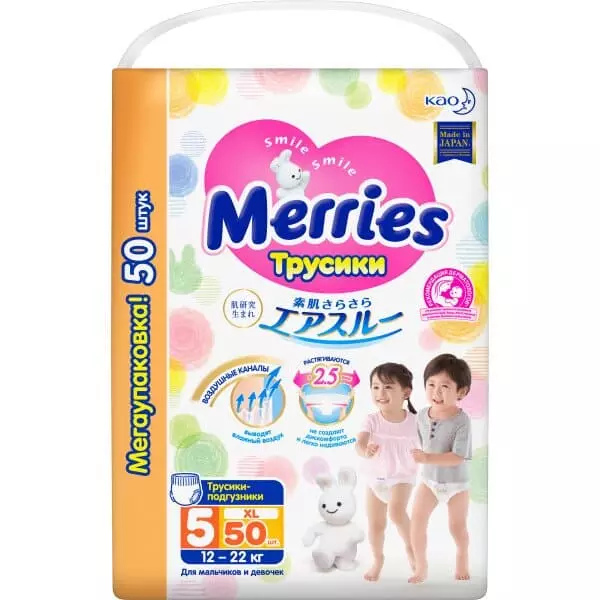 Мегаупаковка! 50 штук
Kao
Made in
JAPAN.
smile smile
Merries
Трусики
肌研究
生まれ
素肌さらさら
エアスルー
РЕКОМЕНДАЦИЯ ДЕРМАТОЛОГОВ
ВОЗДУШНЫЕ КАНАЛЫ
выводят
влажный воздух
РАСТЯГИВАЮТСЯ
2.5
не создают
дискомфорта
и легко надеваются
Трусики-
подгузники
5
XL
50 шт.
12 – 22 кг
Для мальчиков и девочек